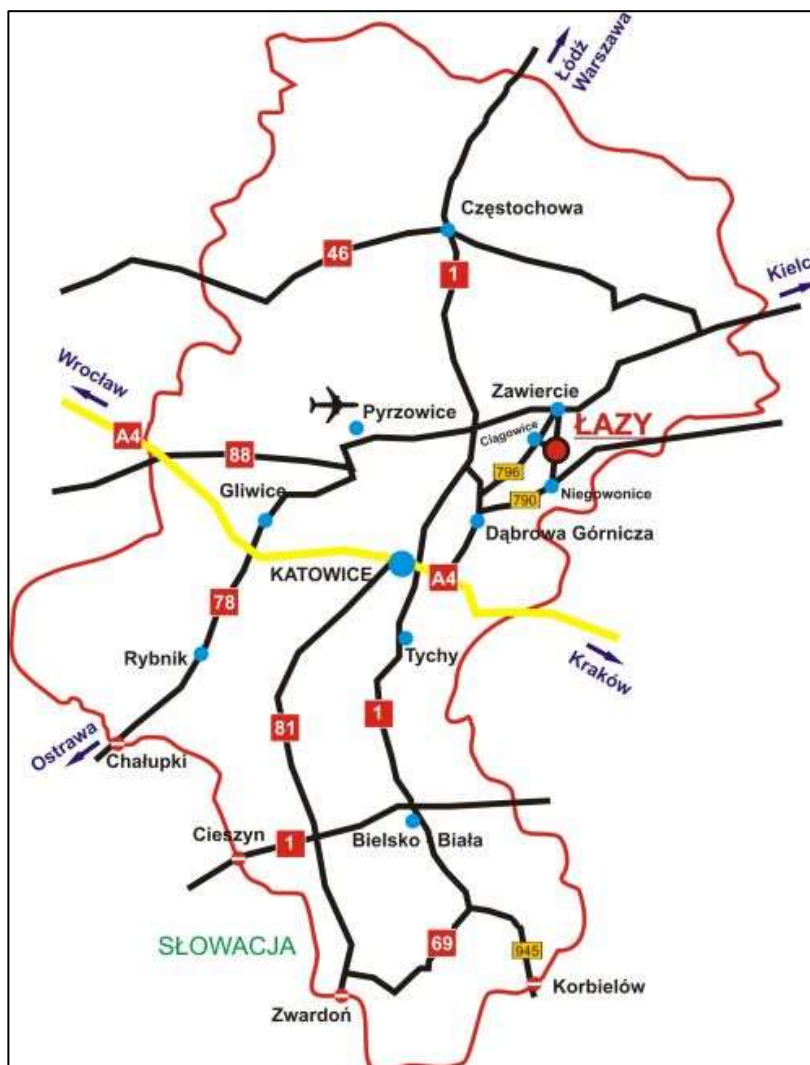 Łódź
Warszawa
Częstochowa
46
1
Kielc
Wrocław
Zawiercie
A4
Pyrzowice
ŁAZY
Ciągowice
88
796
Gliwice
790
Niegowonice
Dąbrowa Górnicza
KATOWICE
A4
78
Rybnik
Tychy
Kraków
81
1
Ostrawa
Chałupki
Cieszyn
1
Bielsko Biała
SŁOWACJA
69
945
Korbielów
Zwardoń